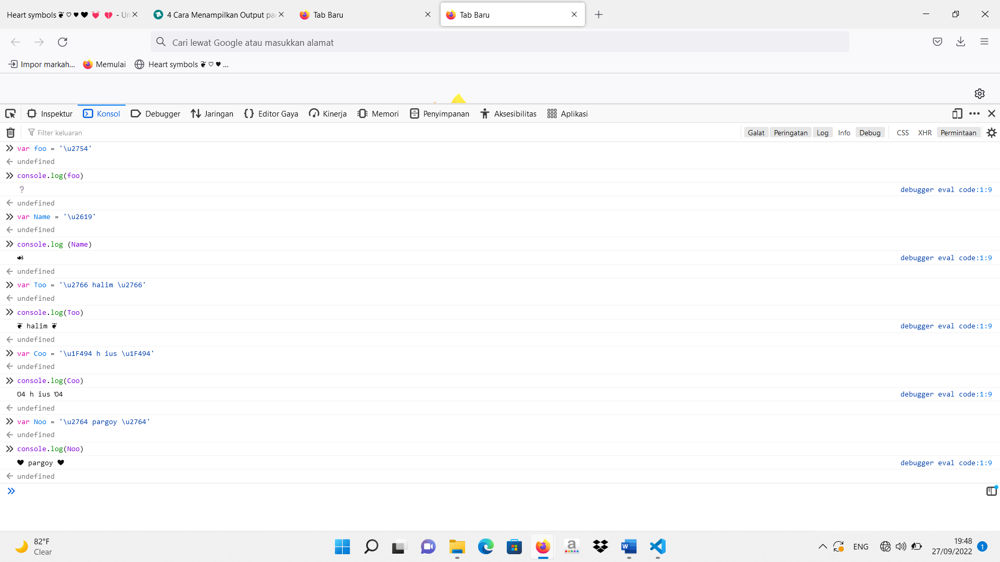 Heart symbols ❦ ♡ ♥ ❤ 💓 💔 - Un
4 Cara Menampilkan Output pad
Tab Baru
Tab Baru
Cari lewat Google atau masukkan alamat
Impor markah...
Memulai
Heart symbols ❦ ♡ ♥ ...
Inspektur
Konsol
Debugger
Jaringan
Editor Gaya
Kinerja
Memori
Penyimpanan
Aksesibilitas
Aplikasi
Filter keluaran
Galat
Peringatan
Log
Info
Debug
CSS
XHR
Permintaan
var foo = '\u2754'
undefined
console.log(foo)
❔ debugger eval code:1:9
undefined
var Name = '\u2619'
undefined
console.log (Name)
☙ debugger eval code:1:9
undefined
var Too = '\u2766 halim \u2766'
undefined
console.log(Too)
❦ halim ❦ debugger eval code:1:9
undefined
var Coo = '\u1F494 h ius \u1F494'
undefined
console.log(Coo)
Ὁ4 h ius Ὁ4 debugger eval code:1:9
undefined
var Noo = '\u2764 pargoy \u2764'
undefined
console.log(Noo)
❤ pargoy ❤ debugger eval code:1:9
undefined
82°F
Clear
ENG
19:48
27/09/2022
1